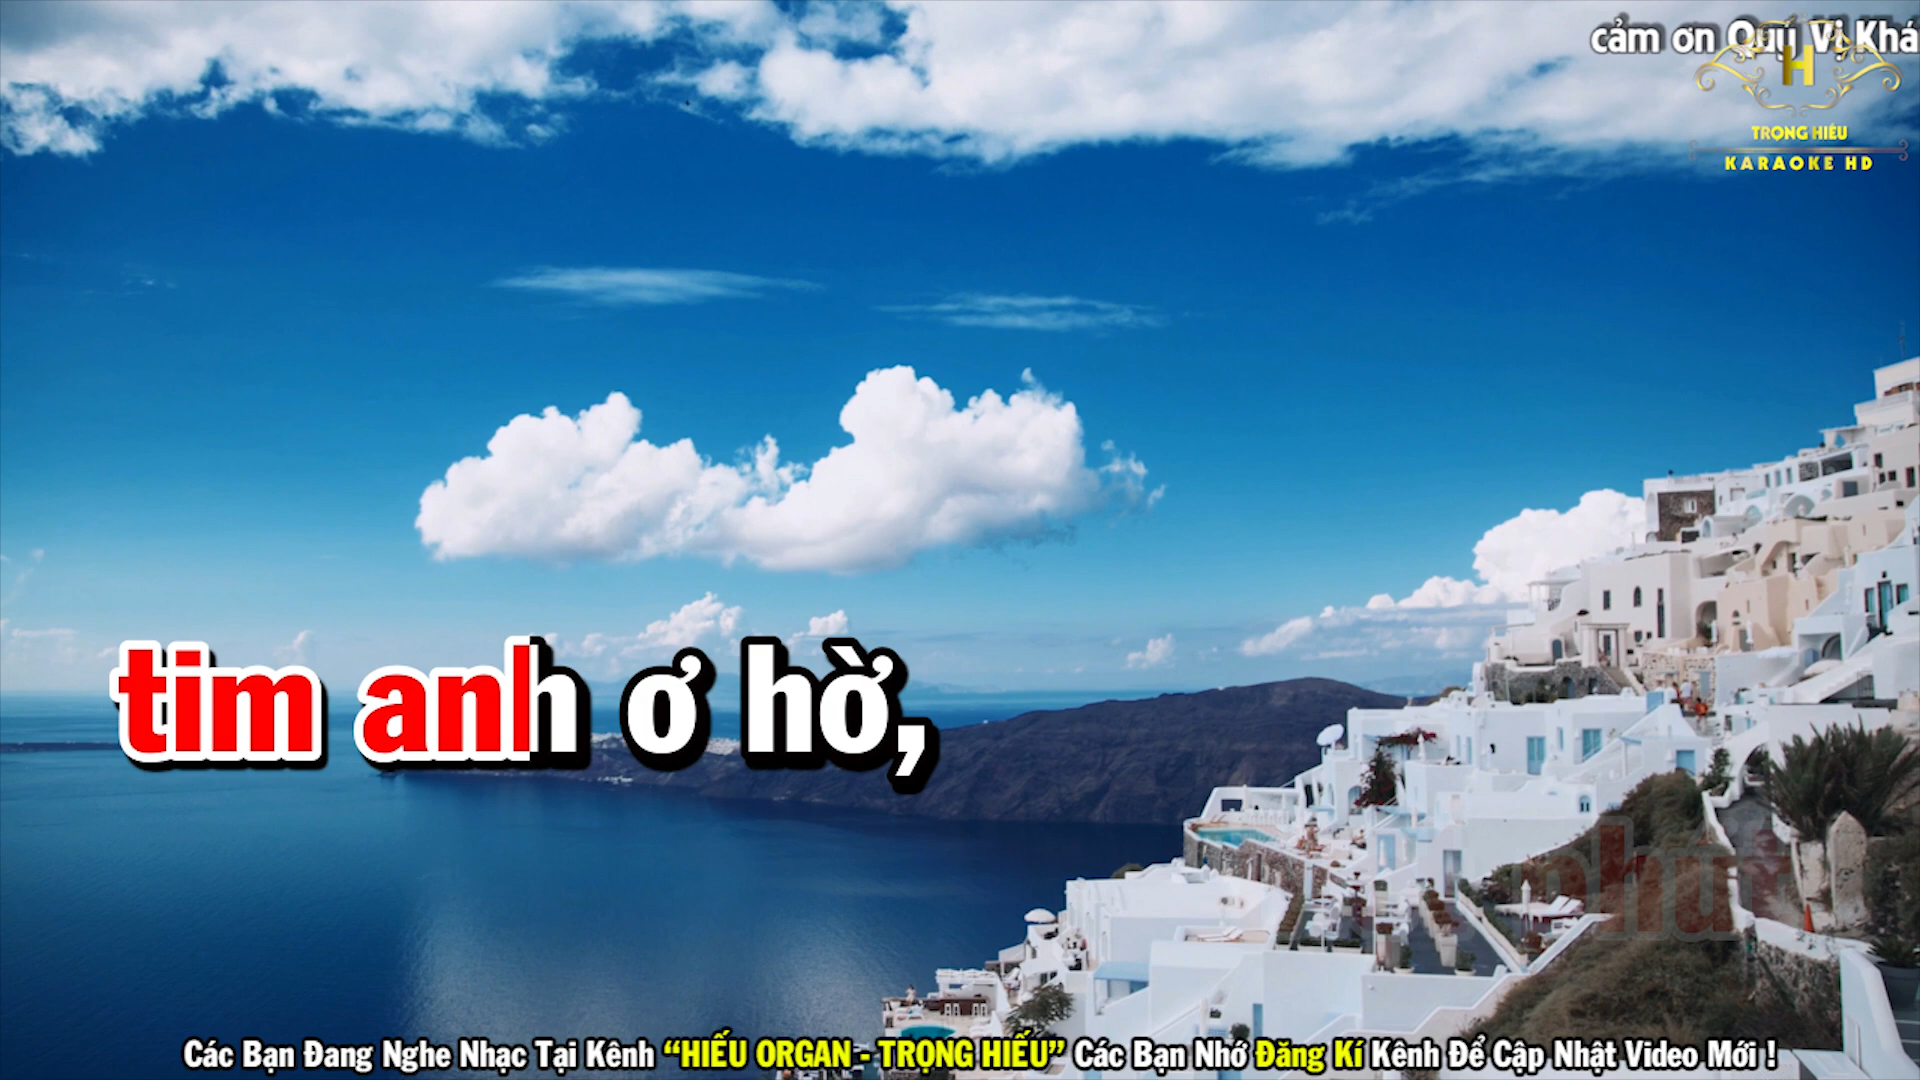 cảm ơn Quý Vị Khá
H
TRỌNG HIẾU
KARAOKE HD
tim anh ơ hờ,
Các Bạn Đang Nghe Nhạc Tại Kênh “HIẾU ORGAN - TRỌNG HIẾU” Các Bạn Nhớ Đăng Kí Kênh Để Cập Nhật Video Mới !